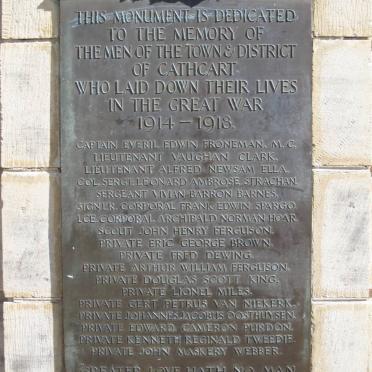 THIS MONUMENT IS DEDICATED
TO THE MEMORY OF
THE MEN OF THE TOWN & DISTRICT
OF CATHCART
WHO LAID DOWN THEIR LIVES
IN THE GREAT WAR
1914 – 1918.
CAPTAIN EVERIL EDWIN FRONEMAN. M.C.
LIEUTENANT VAUGHAN CLARK.
LIEUTENANT ALFRED NEWSAM ELLA.
COL. SERGT. LEONARD AMBROSE STRACHAN.
SERGEANT VIVIAN BARRON BARNES.
SIGNLR. CORPORAL FRANK EDWIN SPARGO.
LCE. CORPORAL ARCHIBALD NORMAN HOAR.
SCOUT JOHN HENRY FERGUSON.
PRIVATE ERIC GEORGE BROWN.
PRIVATE FRED DEWING.
PRIVATE ARTHUR WILLIAM FERGUSON.
PRIVATE DOUGLAS SCOTT KING.
PRIVATE LIONEL MILES.
PRIVATE GERT PETRUS VAN NIEKERK.
PRIVATE JOHANNES JACOBUS OOSTHUYSEN.
PRIVATE EDWARD CAMERON PURDON.
PRIVATE KENNETH REGINALD TWEEDIE.
PRIVATE JOHN MASKERY WEBBER.
GREATER LOVE HATH NO MAN